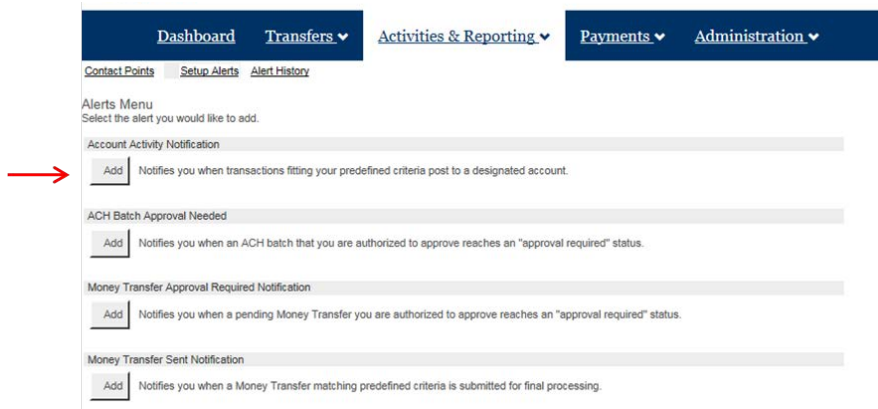 Dashboard Transfers Activities & Reporting Payments Administration
Contact Points Setup Alerts Alert History
Alerts Menu
Select the alert you would like to add.
Account Activity Notification
Add Notifies you when transactions fitting your predefined criteria post to a designated account.
ACH Batch Approval Needed
Add Notifies you when an ACH batch that you are authorized to approve reaches an "approval required" status.
Money Transfer Approval Required Notification
Add Notifies you when a pending Money Transfer you are authorized to approve reaches an "approval required" status.
Money Transfer Sent Notification
Add Notifies you when a Money Transfer matching predefined criteria is submitted for final processing.